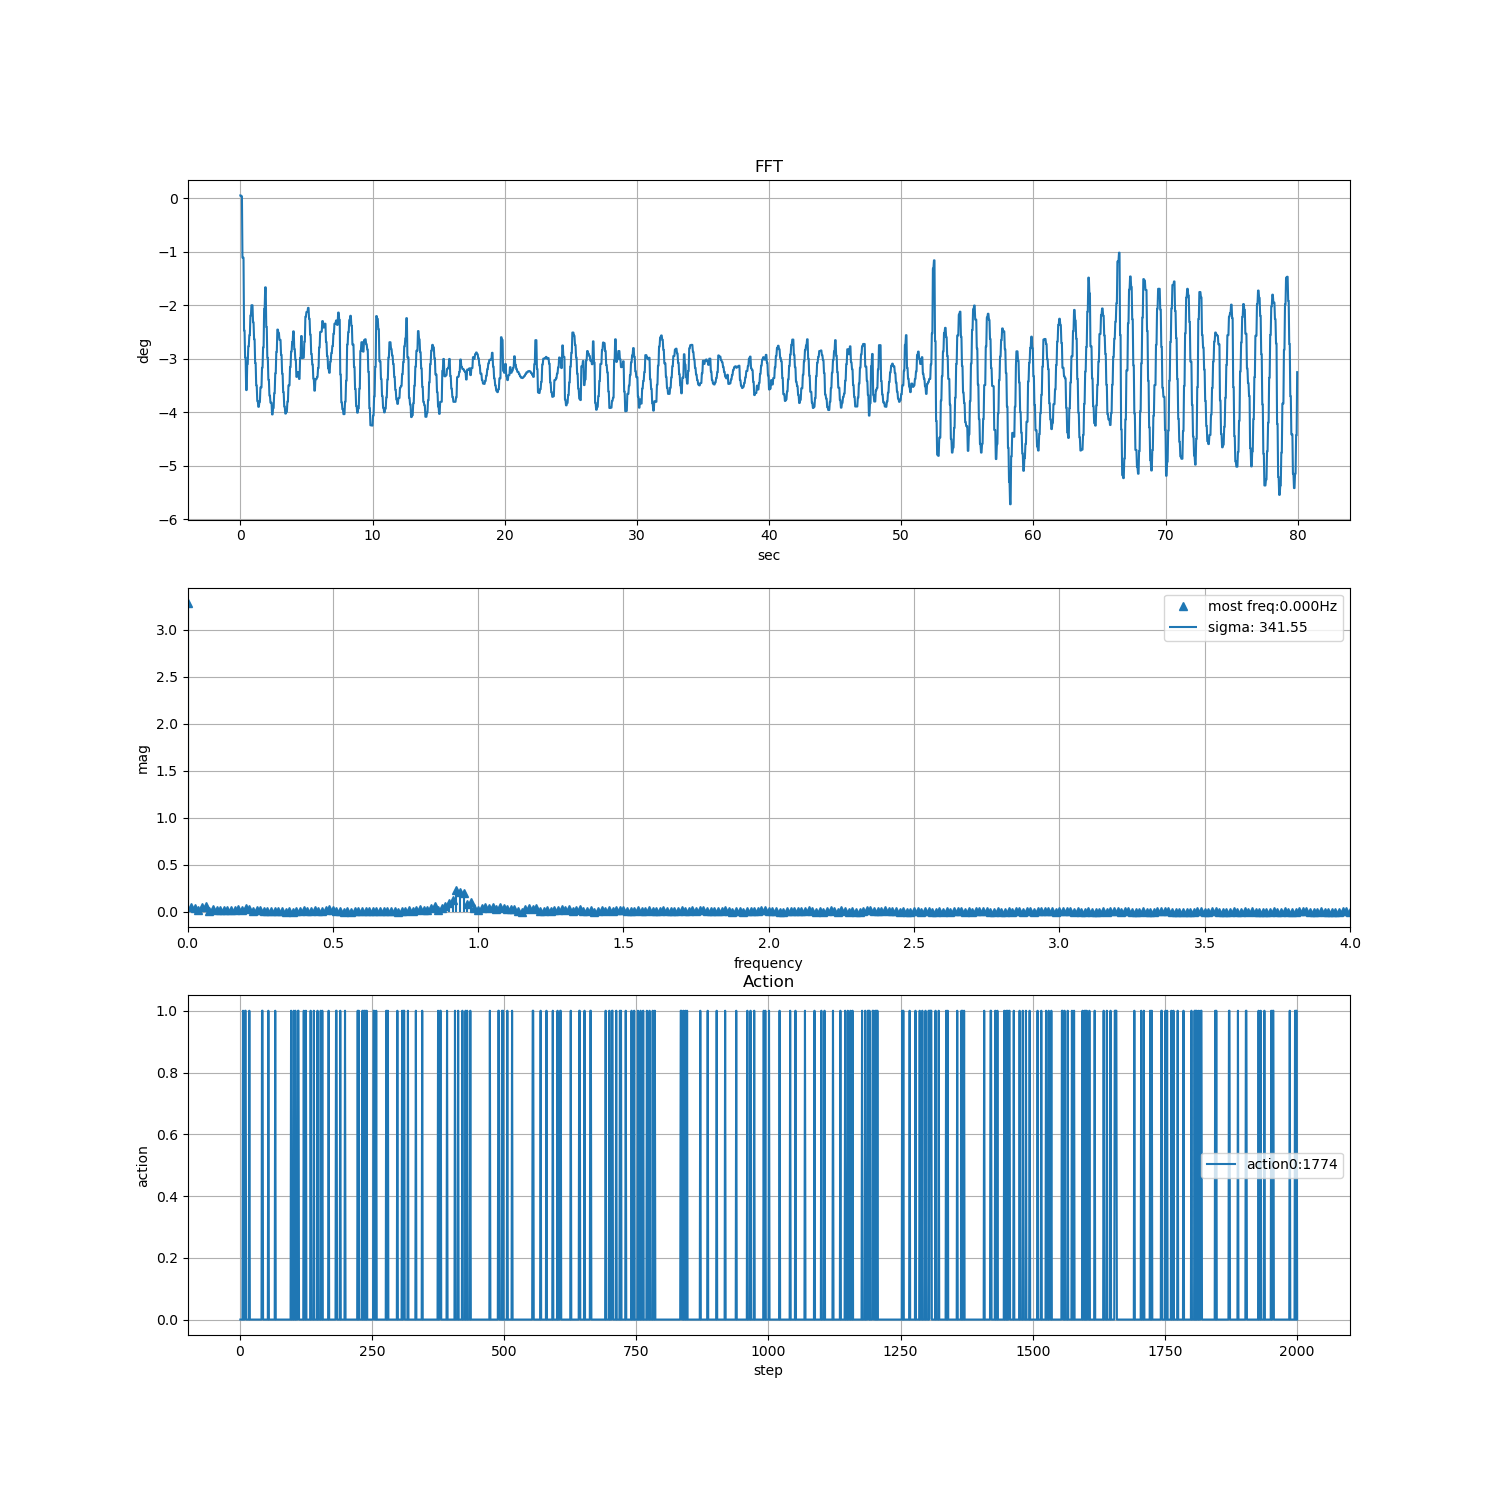 FFT
0
−1
−2
−3
−4
−5
−6
deg
0 10 20 30 40 50 60 70 80
sec
most freq:0.000Hz
sigma: 341.55
3.0
2.5
2.0
1.5
1.0
0.5
0.0
mag
0.0 0.5 1.0 1.5 2.0 2.5 3.0 3.5 4.0
frequency
Action
1.0
0.8
0.6
0.4
0.2
0.0
action
action0:1774
0 250 500 750 1000 1250 1500 1750 2000
step